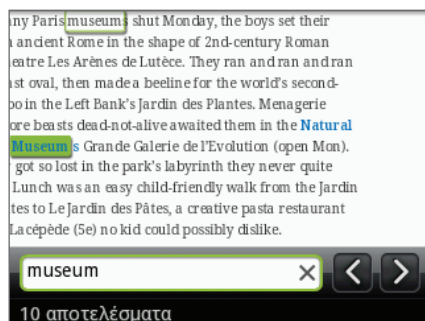 ny Paris museums shut Monday, the boys set their
ancient Rome in the shape of 2nd-century Roman
eatre Les Arènes de Lutèce. They ran and ran and ran
st oval, then made a beeline for the world's second-
oo in the Left Bank's Jardin des Plantes. Menagerie
ore beasts dead-not-alive awaited them in the Natural
Museum s Grande Galerie de l'Evolution (open Mon).
got so lost in the park's labyrinth they never quite
Lunch was an easy child-friendly walk from the Jardin
tes to Le Jardin des Pâtes, a creative pasta restaurant
Lacépède (5e) no kid could possibly dislike.
museum
10 αποτελέσματα